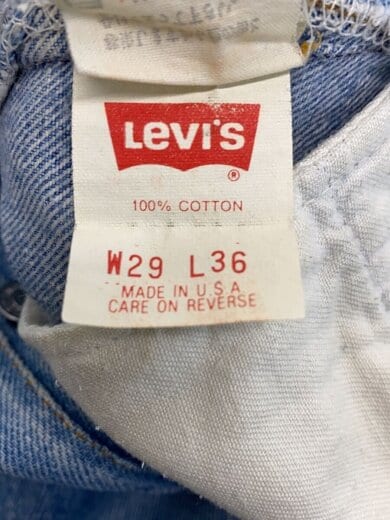 Levi's
®
100% COTTON
W29 L36
MADE IN U.S.A
CARE ON REVERSE